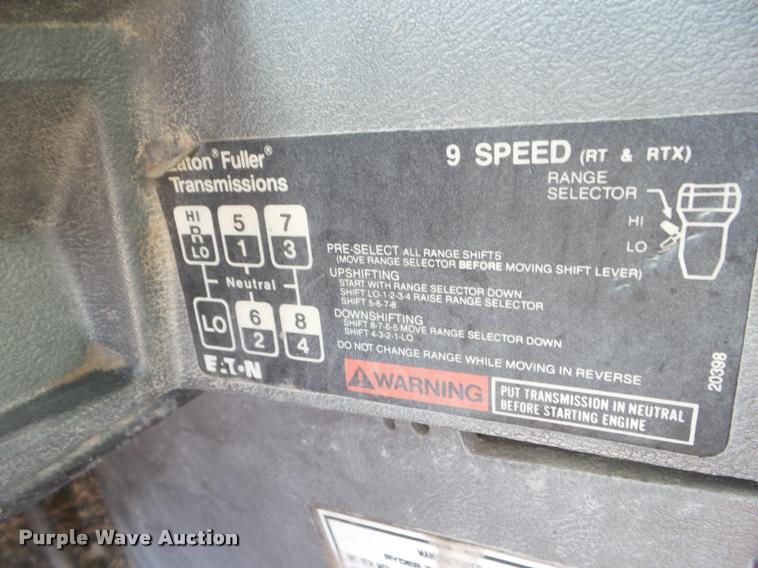 Eaton® Fuller®
Transmissions
9 SPEED (RT & RTX)
RANGE
SELECTOR
HI
LO
HI
R
LO
5
1
7
3
Neutral
LO
6
2
8
4
EATON
PRE-SELECT ALL RANGE SHIFTS
(MOVE RANGE SELECTOR BEFORE MOVING SHIFT LEVER)
UPSHIFTING
START WITH RANGE SELECTOR DOWN
SHIFT LO-1-2-3-4 RAISE RANGE SELECTOR
SHIFT 5-6-7-8
DOWNSHIFTING
SHIFT 8-7-6-5 MOVE RANGE SELECTOR DOWN
SHIFT 4-3-2-1-LO
DO NOT CHANGE RANGE WHILE MOVING IN REVERSE
WARNING
PUT TRANSMISSION IN NEUTRAL
BEFORE STARTING ENGINE
20398
RYDER
Purple Wave Auction